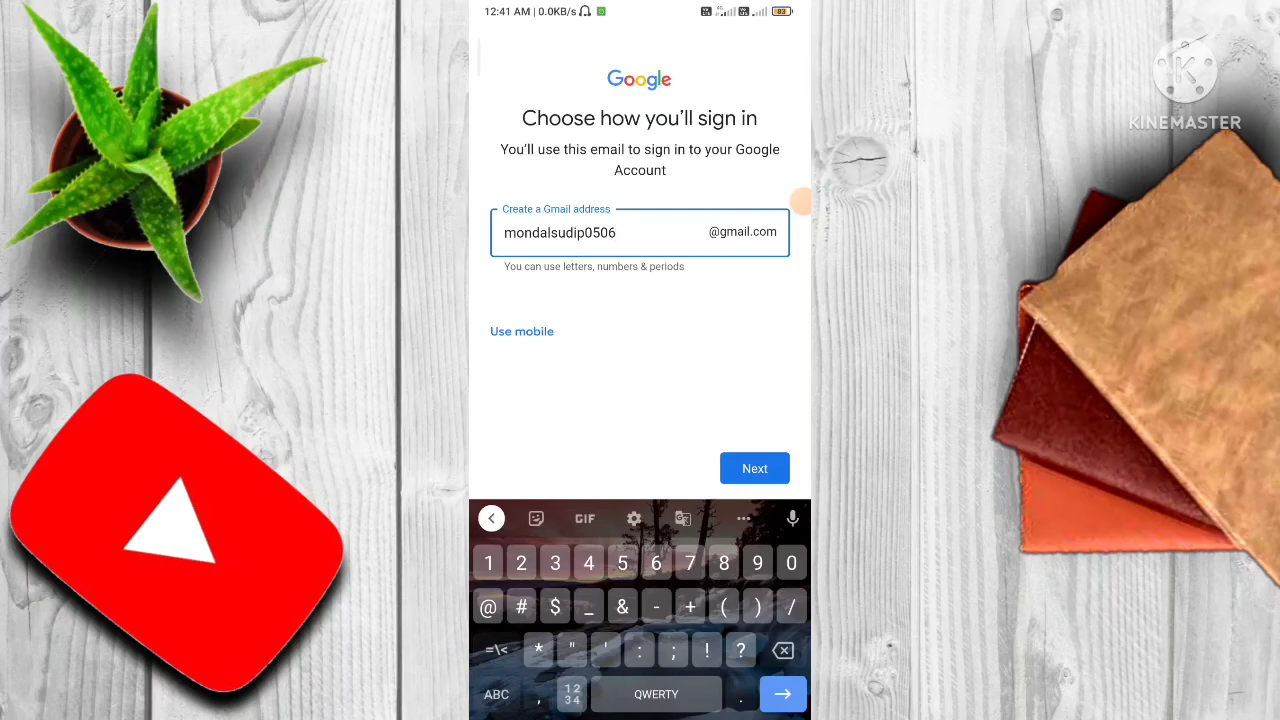 12:41 AM | 0.0KB/s
4G
83
KINEMASTER
Google
Choose how you'll sign in
You'll use this email to sign in to your Google
Account
Create a Gmail address
mondalsudip0506 @gmail.com
You can use letters, numbers & periods
Use mobile
Next
GIF
1 2 3 4 5 6 7 8 9 0
@ # $ _ & - + ( ) /
=\< * " ' : ; ! ?
ABC , 12 34 QWERTY .